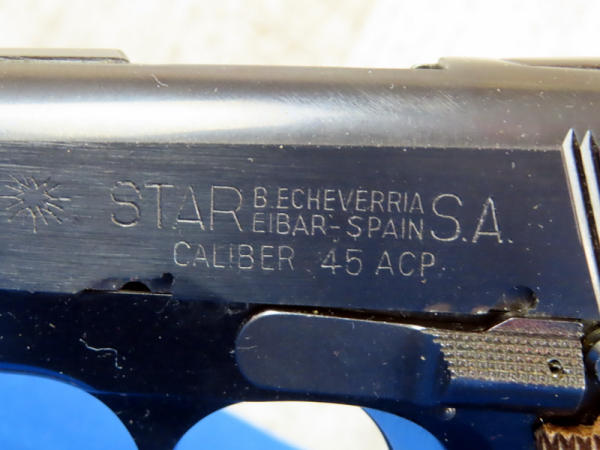 STAR B. ECHEVERRIA S.A.
EIBAR-SPAIN
CALIBER 45 ACP